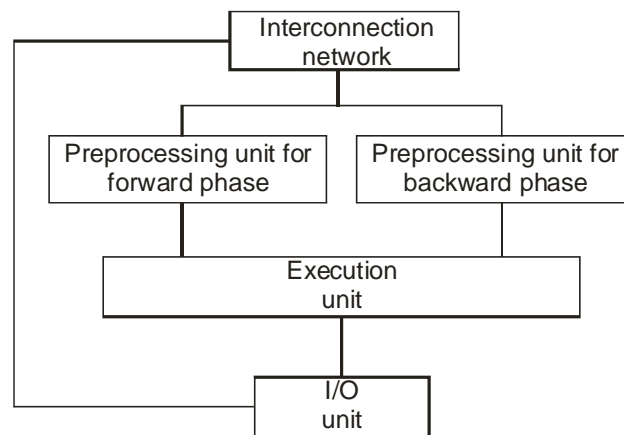 Interconnection
network
Preprocessing unit for
forward phase
Preprocessing unit for
backward phase
Execution
unit
I/O
unit